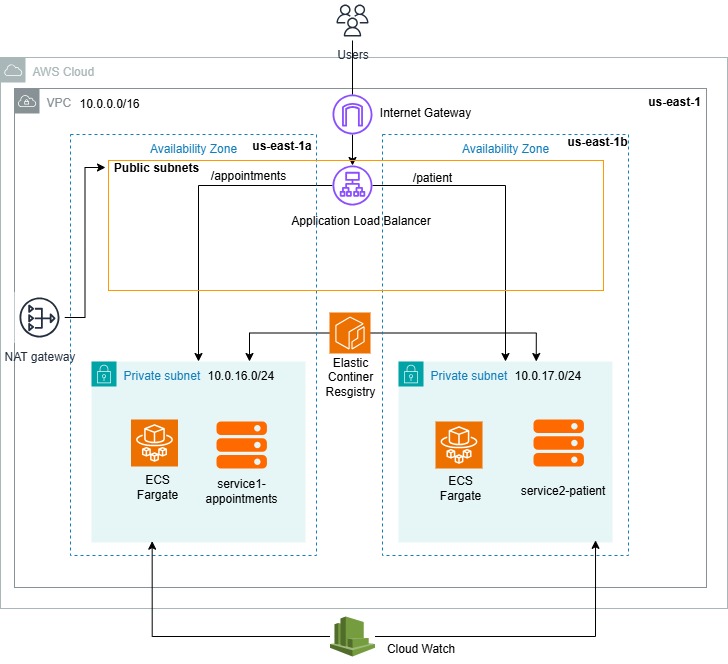 Users
AWS Cloud
VPC 10.0.0.0/16
us-east-1
Internet Gateway
Availability Zone us-east-1a
Availability Zone us-east-1b
Public subnets
/appointments
/patient
Application Load Balancer
NAT gateway
Elastic
Continer
Resgistry
Private subnet 10.0.16.0/24
Private subnet 10.0.17.0/24
ECS
Fargate
service1-
appointments
ECS
Fargate
service2-patient
Cloud Watch